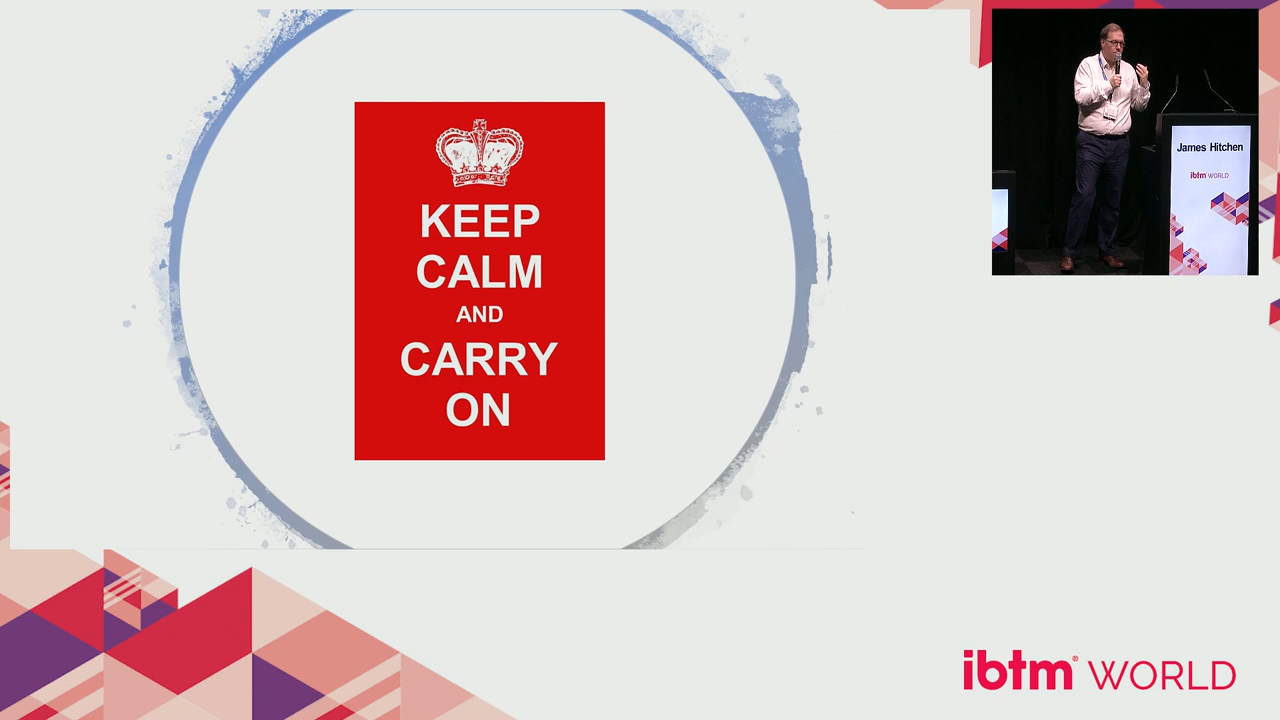 KEEP
CALM
AND
CARRY
ON
James Hitchen
ibtm WORLD
ibtm® WORLD